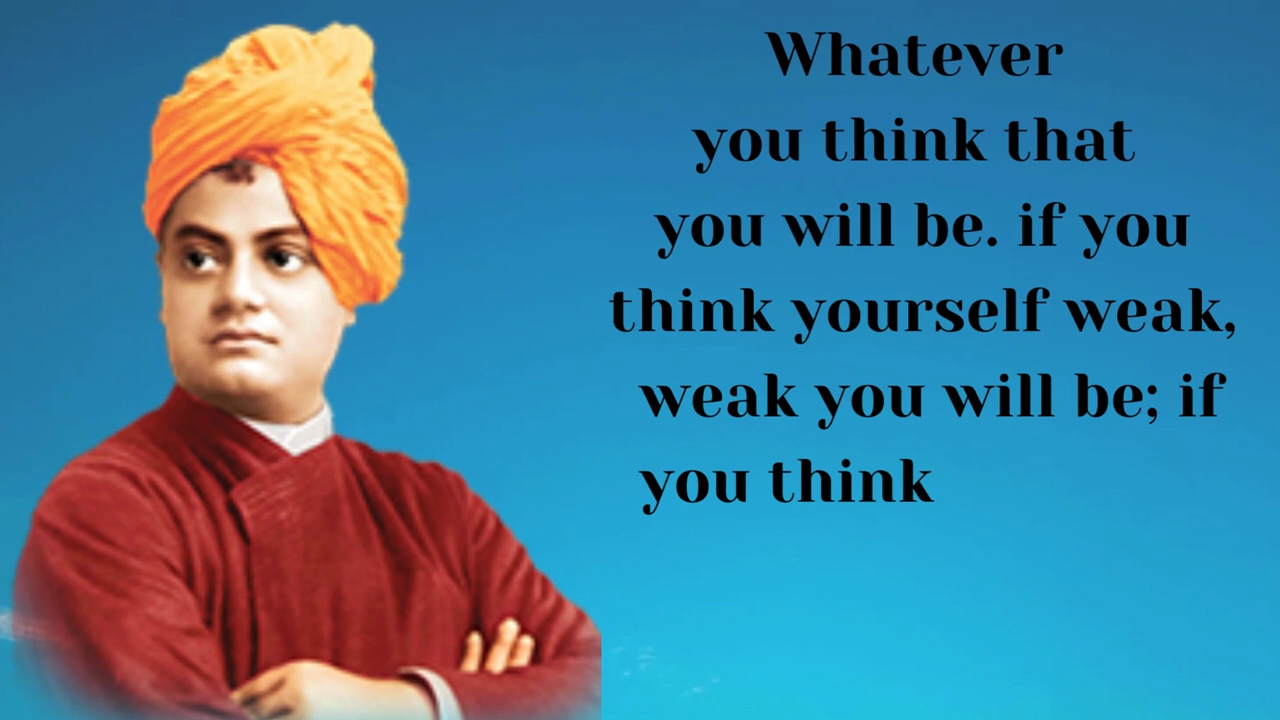 Whatever
you think that
you will be. if you
think yourself weak,
weak you will be; if
you think